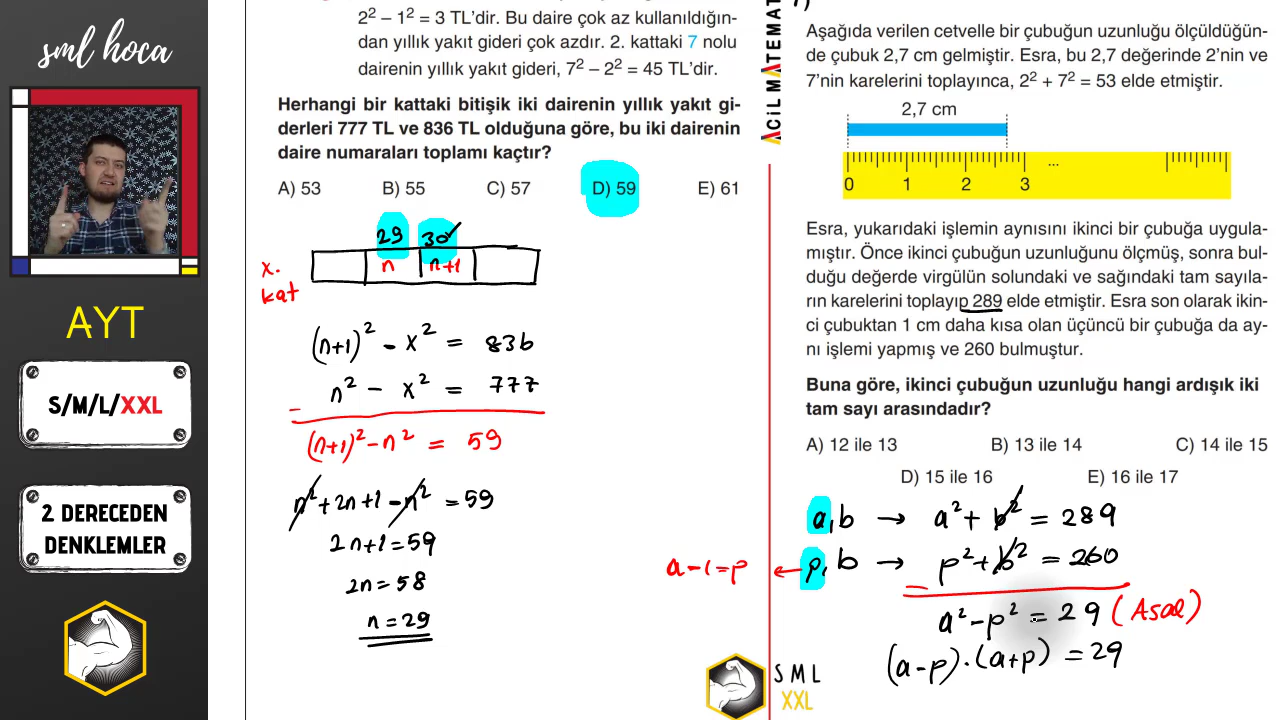 sml hoca
AYT
S/M/L/XXL
2 DERECEDEN
DENKLEMLER
2² – 1² = 3 TL’dir. Bu daire çok az kullanıldığın-
dan yıllık yakıt gideri çok azdır. 2. kattaki 7 nolu
dairenin yıllık yakıt gideri, 7² – 2² = 45 TL’dir.
Herhangi bir kattaki bitişik iki dairenin yıllık yakıt gi-
derleri 777 TL ve 836 TL olduğuna göre, bu iki dairenin
daire numaraları toplamı kaçtır?
A) 53 B) 55 C) 57 D) 59 E) 61
29 30
x. n n+1
kat
(n+1)² - x² = 836
n² - x² = 777
(n+1)² - n² = 59
n² + 2n + 1 - n² = 59
2n+1 = 59
2n = 58
n = 29
ACiL MATEMAT
7)
Aşağıda verilen cetvelle bir çubuğun uzunluğu ölçüldüğün-
de çubuk 2,7 cm gelmiştir. Esra, bu 2,7 değerinde 2’nin ve
7’nin karelerini toplayınca, 2² + 7² = 53 elde etmiştir.
2,7 cm
...
0 1 2 3
Esra, yukarıdaki işlemin aynısını ikinci bir çubuğa uygula-
mıştır. Önce ikinci çubuğun uzunluğunu ölçmüş, sonra bul-
duğu değerde virgülün solundaki ve sağındaki tam sayıla-
rın karelerini toplayıp 289 elde etmiştir. Esra son olarak ikin-
ci çubuktan 1 cm daha kısa olan üçüncü bir çubuğa da ay-
nı işlemi yapmış ve 260 bulmuştur.
Buna göre, ikinci çubuğun uzunluğu hangi ardışık iki
tam sayı arasındadır?
A) 12 ile 13 B) 13 ile 14 C) 14 ile 15
D) 15 ile 16 E) 16 ile 17
a,b → a² + b² = 289
a-1=p ← p,b → p² + b² = 260
a² - p² = 29 (Asal)
(a-p).(a+p) = 29
SML
XXL